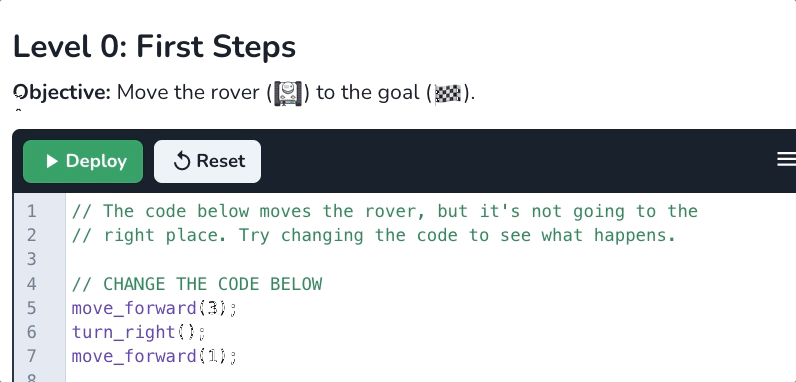 Level 0: First Steps
Objective: Move the rover () to the goal ().
Deploy
Reset
1 // The code below moves the rover, but it's not going to the
2 // right place. Try changing the code to see what happens.
3
4 // CHANGE THE CODE BELOW
5 move_forward(3);
6 turn_right();
7 move_forward(1);
8